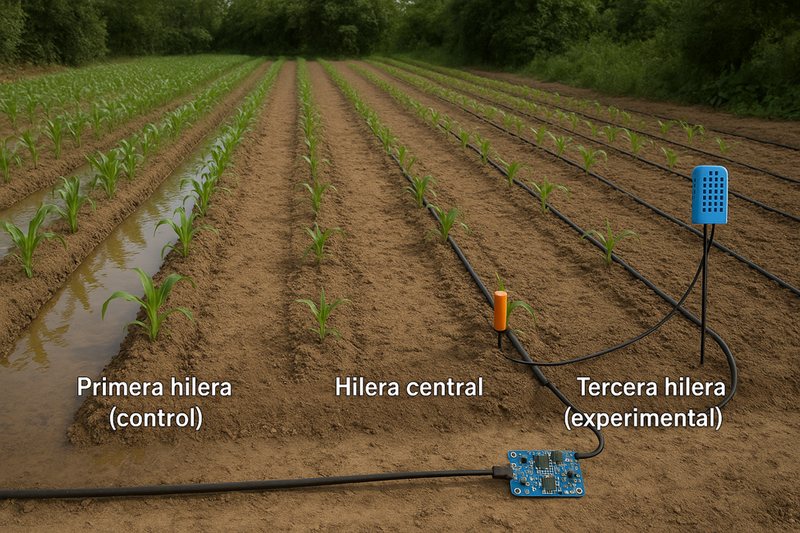 Primera hilera
(control)
Hilera central
Tercera hilera
(experimental)